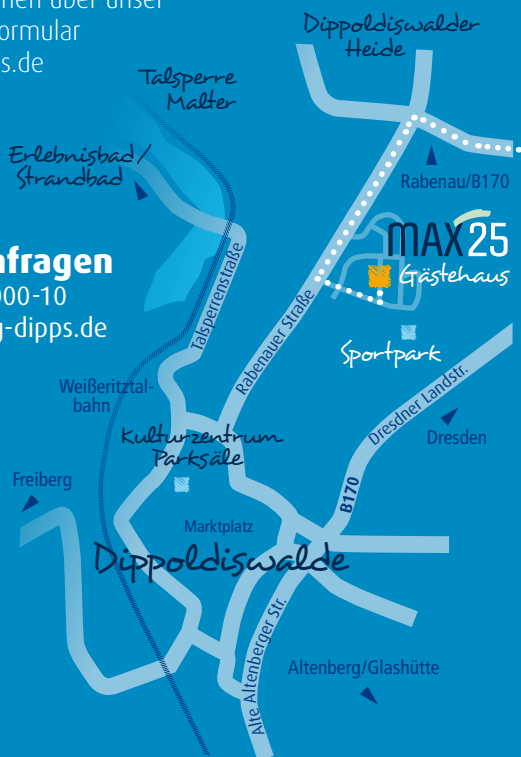 ormular
s.de
nfragen
000-10
g-dipps.de
Dippoldiswalder
Heide
Talsperre
Malter
Erlebnisbad/
Strandbad
Rabenau/B170
MAX25
Gästehaus
Sportpark
Talsperrenstraße
Rabenauer Straße
Weißeritztal-
bahn
Kulturzentrum
Parksäle
Dresdner Landstr.
Dresden
Freiberg
B170
Marktplatz
Dippoldiswalde
Alte Altenberger Str.
Altenberg/Glashütte